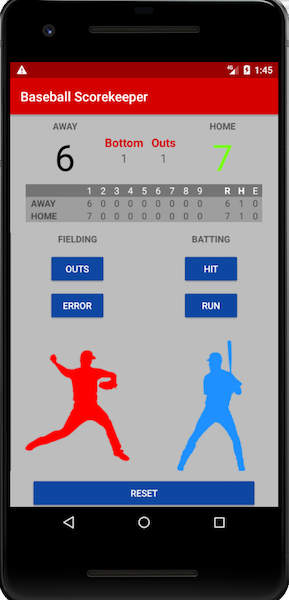 4G 1:45
Baseball Scorekeeper
AWAY HOME
6 Bottom Outs 7
1 1
1 2 3 4 5 6 7 8 9 R H E
AWAY 6 0 0 0 0 0 0 0 0 6 1 0
HOME 7 0 0 0 0 0 0 0 0 7 1 0
FIELDING BATTING
OUTS HIT
ERROR RUN
RESET